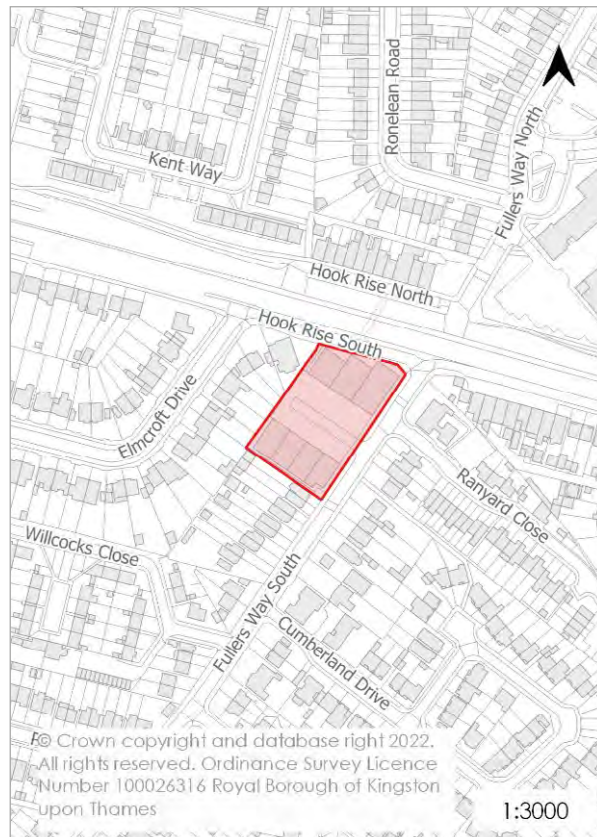 Ronelean Road
Fullers Way North
Kent Way
Hook Rise North
Hook Rise South
Elmcroft Drive
Ranyard Close
Willcocks Close
Fullers Way South
Cumberland Drive
© Crown copyright and database right 2022.
All rights reserved. Ordinance Survey Licence
Number 100026316 Royal Borough of Kingston
upon Thames
1:3000